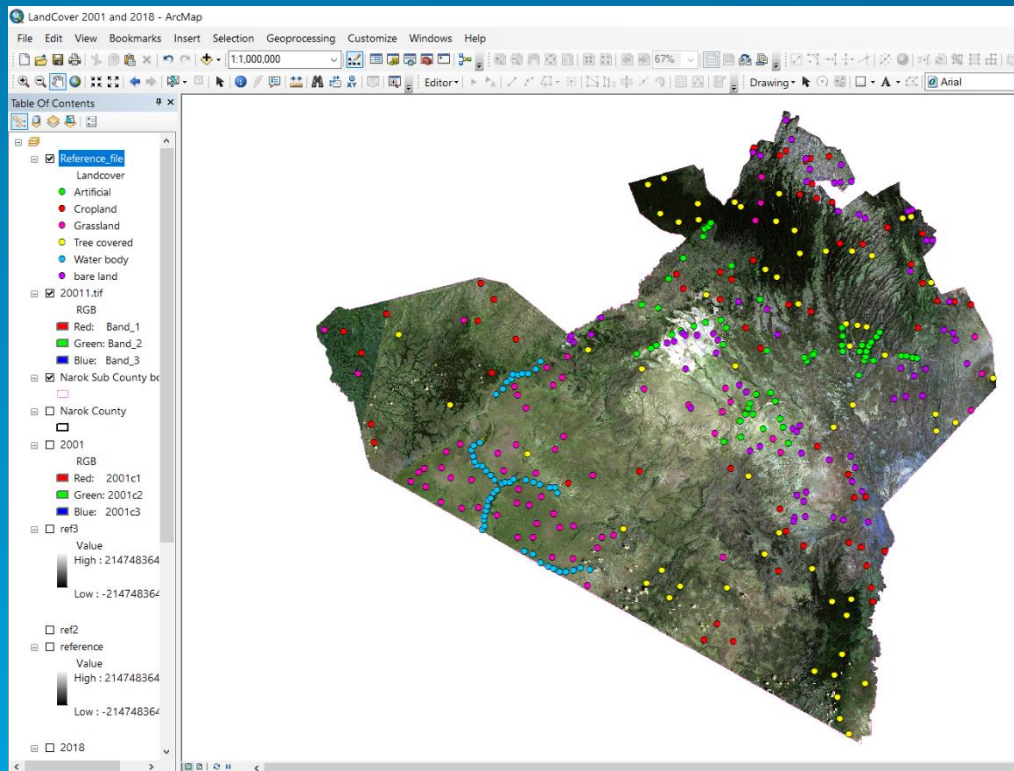 LandCover 2001 and 2018 - ArcMap
File Edit View Bookmarks Insert Selection Geoprocessing Customize Windows Help
1:1,000,000 67%
Editor Drawing A Arial
Table Of Contents
Reference_file
Landcover
Artificial
Cropland
Grassland
Tree covered
Water body
bare land
20011.tif
RGB
Red: Band_1
Green: Band_2
Blue: Band_3
Narok Sub County bo
Narok County
2001
RGB
Red: 2001c1
Green: 2001c2
Blue: 2001c3
ref3
Value
High : 214748364
Low : -214748364
ref2
reference
Value
High : 214748364
Low : -214748364
2018